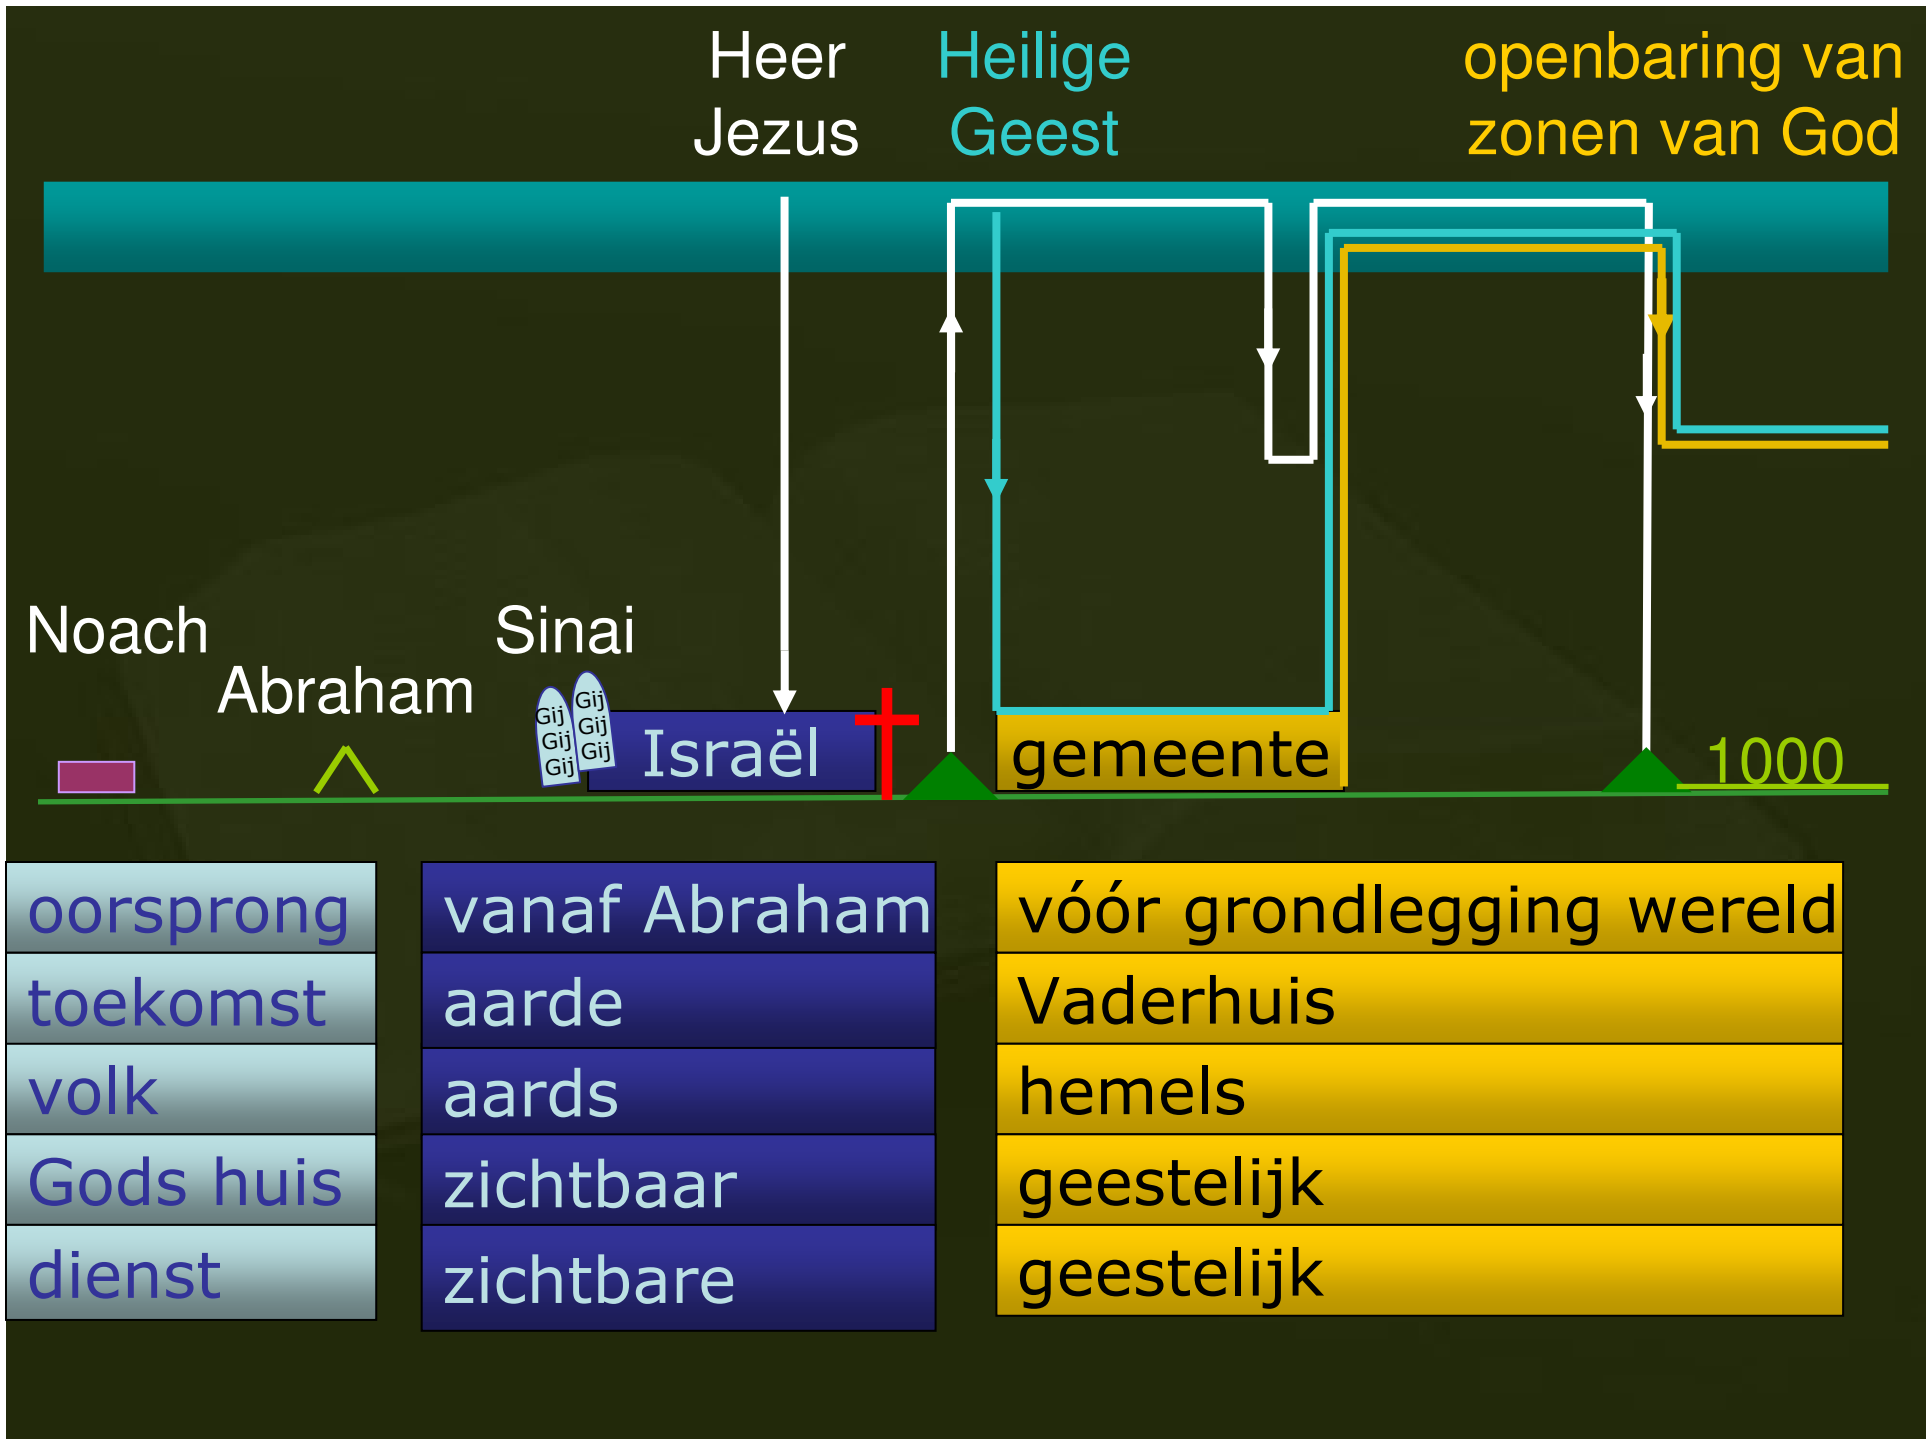 Heer
Jezus
Heilige
Geest
openbaring van
zonen van God
Noach
Abraham
Sinai
Gij
Gij
Gij
Gij
Gij
Gij
Israël
gemeente
1000
oorsprong
vanaf Abraham
vóór grondlegging wereld
toekomst
aarde
Vaderhuis
volk
aards
hemels
Gods huis
zichtbaar
geestelijk
dienst
zichtbare
geestelijk